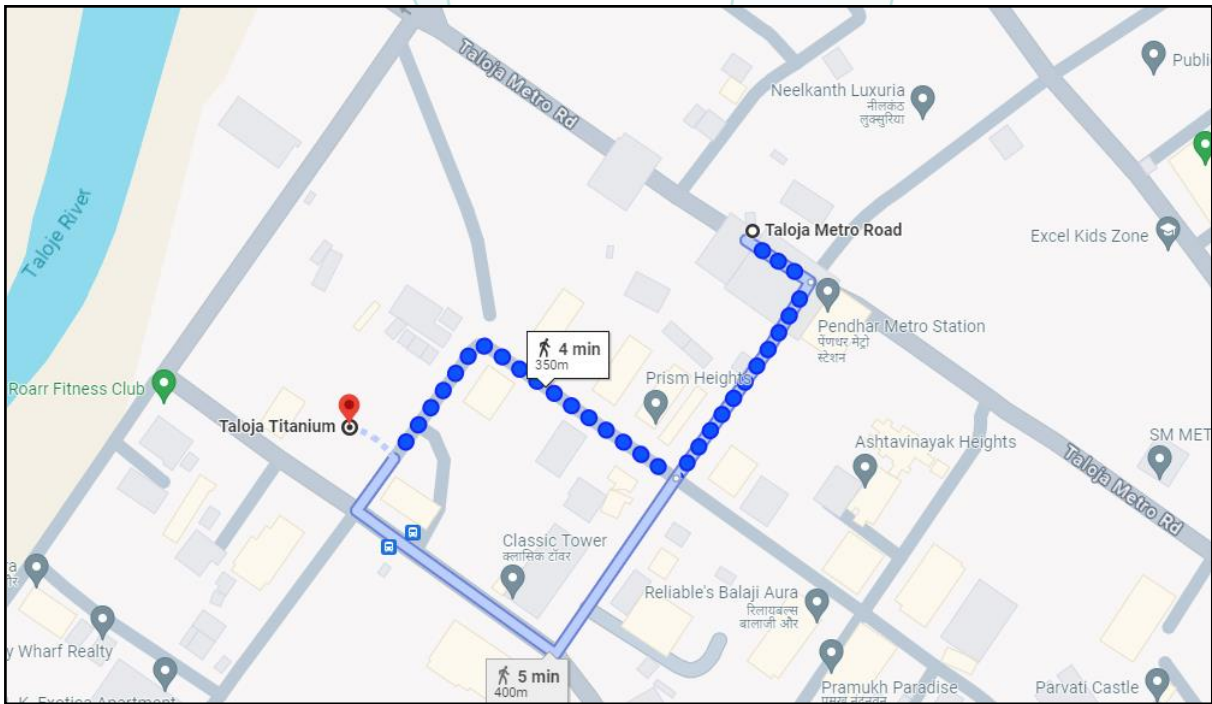 Taloja Metro Rd
Neelkanth Luxuria
नीलकंठ
लुक्सुरिया
Publi
Taloje River
Taloja Metro Road
Excel Kids Zone
Pendhar Metro Station
पेंणधर मेट्रो
स्टेशन
4 min
350m
Prism Heights
Roarr Fitness Club
Taloja Titanium
Ashtavinayak Heights
SM MET
Taloja Metro Rd
Classic Tower
क्लासिक टॉवर
Reliable's Balaji Aura
रिलायबल्स
बालाजी और
y Wharf Realty
5 min
400m
Pramukh Paradise
Parvati Castle